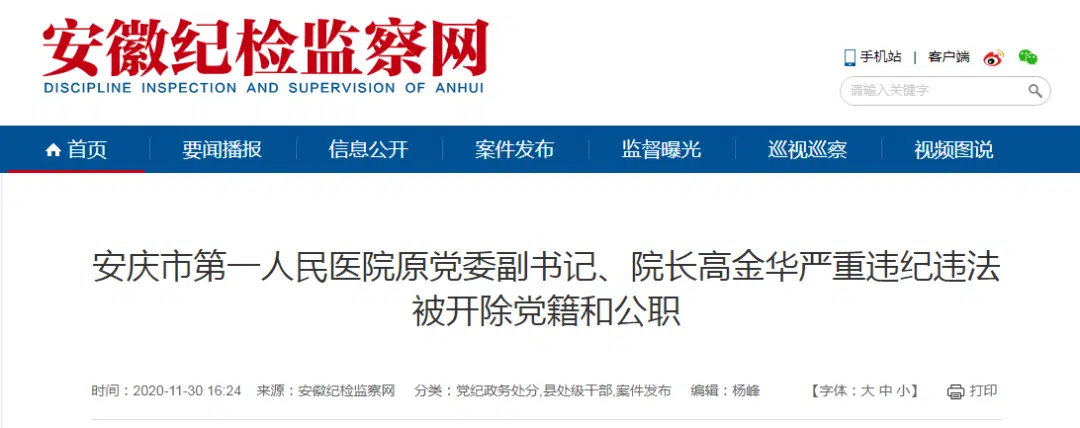 安徽纪检监察网
DISCIPLINE INSPECTION AND SUPERVISION OF ANHUI
手机站 | 客户端
请输入关键字
首页 要闻播报 信息公开 案件发布 监督曝光 巡视巡察 视频图说
安庆市第一人民医院原党委副书记、院长高金华严重违纪违法
被开除党籍和公职
时间：2020-11-30 16:24 来源：安徽纪检监察网 分类：党纪政务处分,县处级干部,案件发布 编辑：杨峰 【字体：大 中 小】 打印